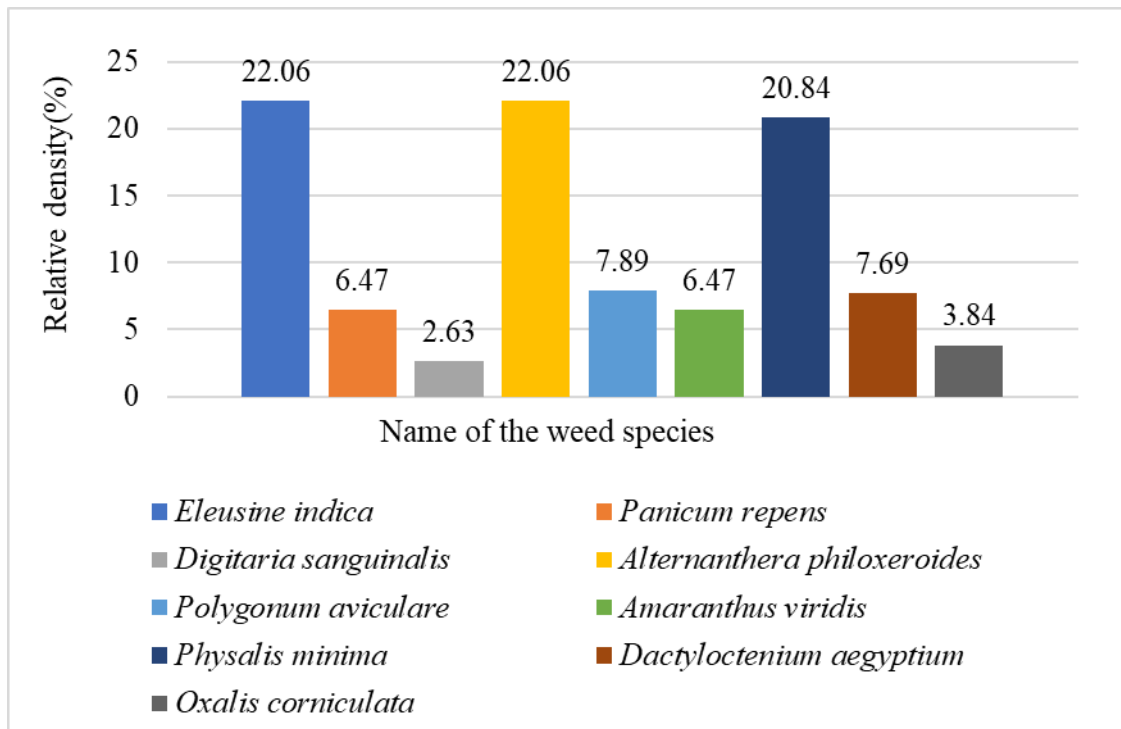 Relative density(%)
25
20
15
10
5
0
22.06
6.47
2.63
22.06
7.89
6.47
20.84
7.69
3.84
Name of the weed species
Eleusine indica
Panicum repens
Digitaria sanguinalis
Alternanthera philoxeroides
Polygonum aviculare
Amaranthus viridis
Physalis minima
Dactyloctenium aegyptium
Oxalis corniculata